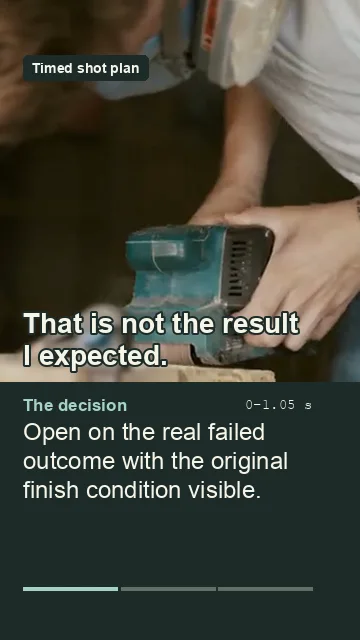 Timed shot plan
That is not the result
I expected.
The decision
0–1.05 s
Open on the real failed
outcome with the original
finish condition visible.